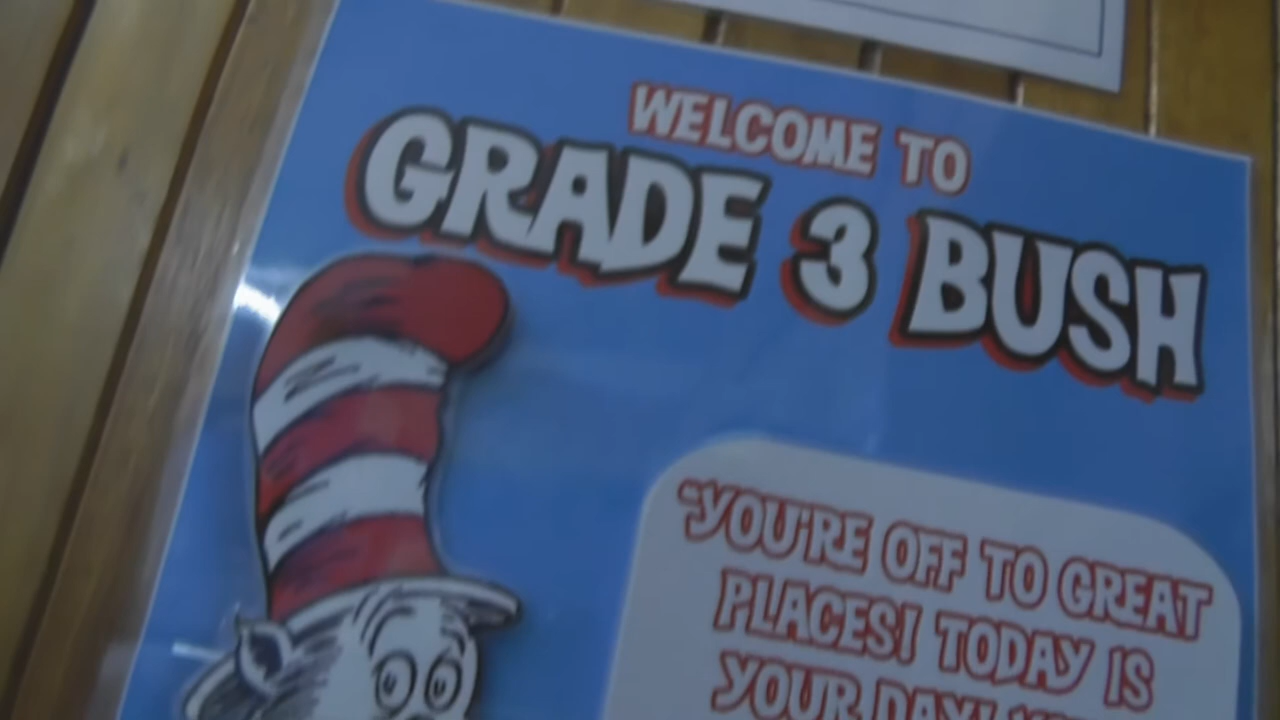 WELCOME TO
GRADE 3 BUSH
"YOU'RE OFF TO GREAT
PLACES! TODAY IS
YOUR DAY!